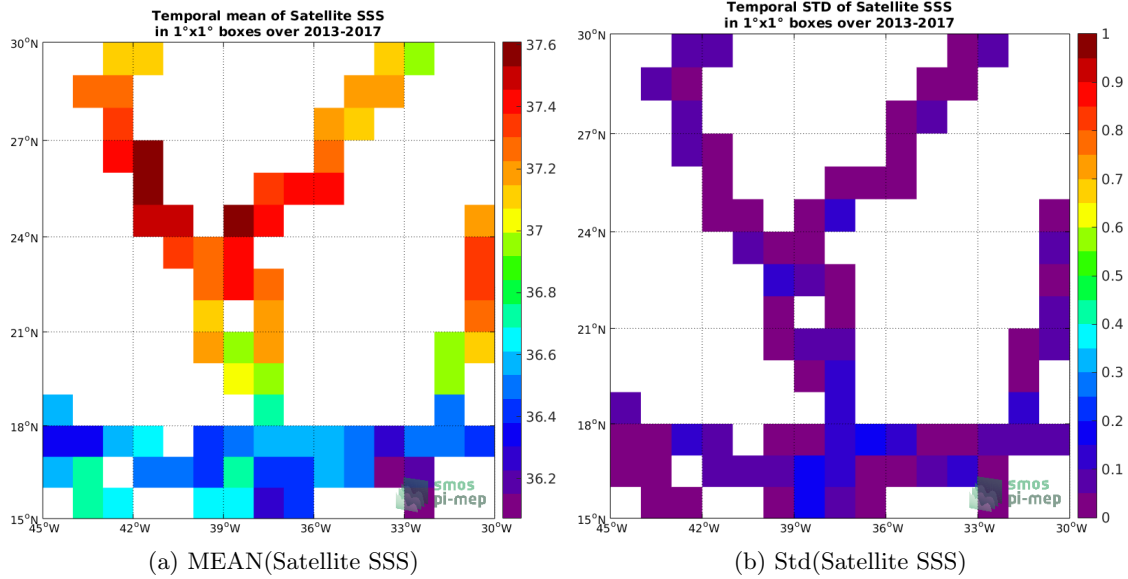 Temporal mean of Satellite SSS
in 1°x1° boxes over 2013-2017
30°N
27°N
24°N
21°N
18°N
15°N
45°W
42°W
39°W
36°W
33°W
30°W
37.6
37.4
37.2
37
36.8
36.6
36.4
36.2
smos
pi-mep
(a) MEAN(Satellite SSS)
Temporal STD of Satellite SSS
in 1°x1° boxes over 2013-2017
30°N
27°N
24°N
21°N
18°N
15°N
45°W
42°W
39°W
36°W
33°W
30°W
1
0.9
0.8
0.7
0.6
0.5
0.4
0.3
0.2
0.1
0
smos
pi-mep
(b) Std(Satellite SSS)